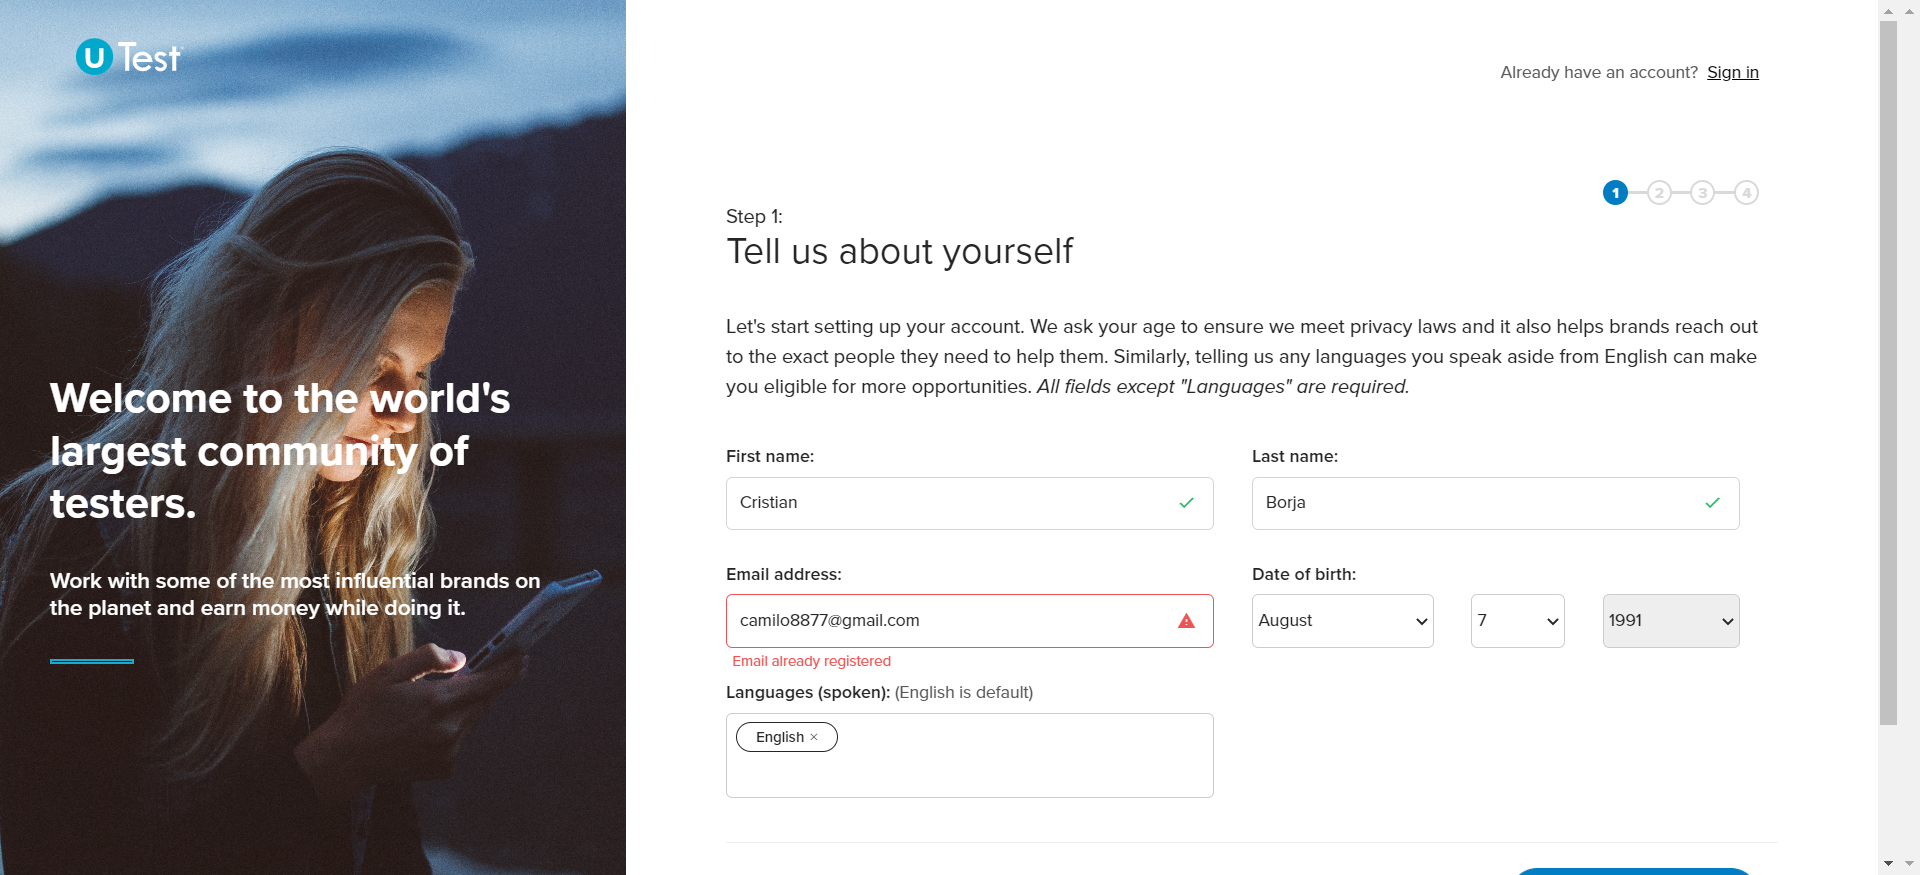 U Test
Welcome to the world's
largest community of
testers.
Work with some of the most influential brands on
the planet and earn money while doing it.
Already have an account? Sign in
1 2 3 4
Step 1:
Tell us about yourself
Let's start setting up your account. We ask your age to ensure we meet privacy laws and it also helps brands reach out
to the exact people they need to help them. Similarly, telling us any languages you speak aside from English can make
you eligible for more opportunities. All fields except "Languages" are required.
First name:
Last name:
Cristian
Borja
Email address:
Date of birth:
camilo8877@gmail.com
August
7
1991
Email already registered
Languages (spoken): (English is default)
English ×